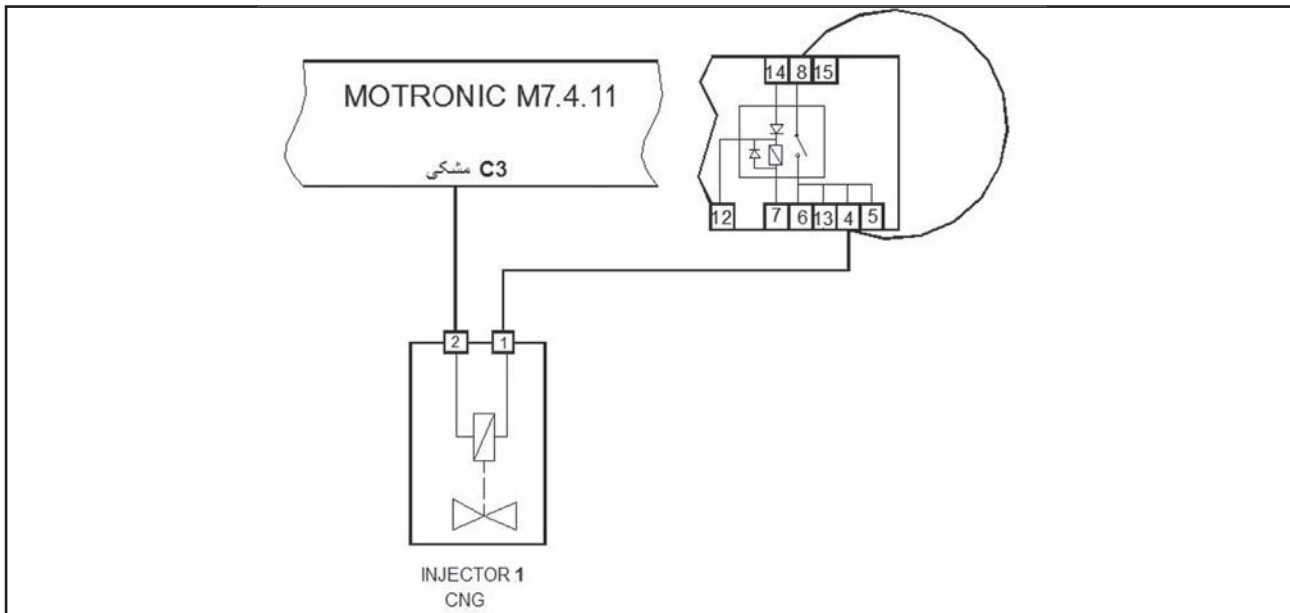 14 8 15
MOTRONIC M7.4.11
C3 مشکی
12 7 6 13 4 5
2 1
INJECTOR 1
CNG